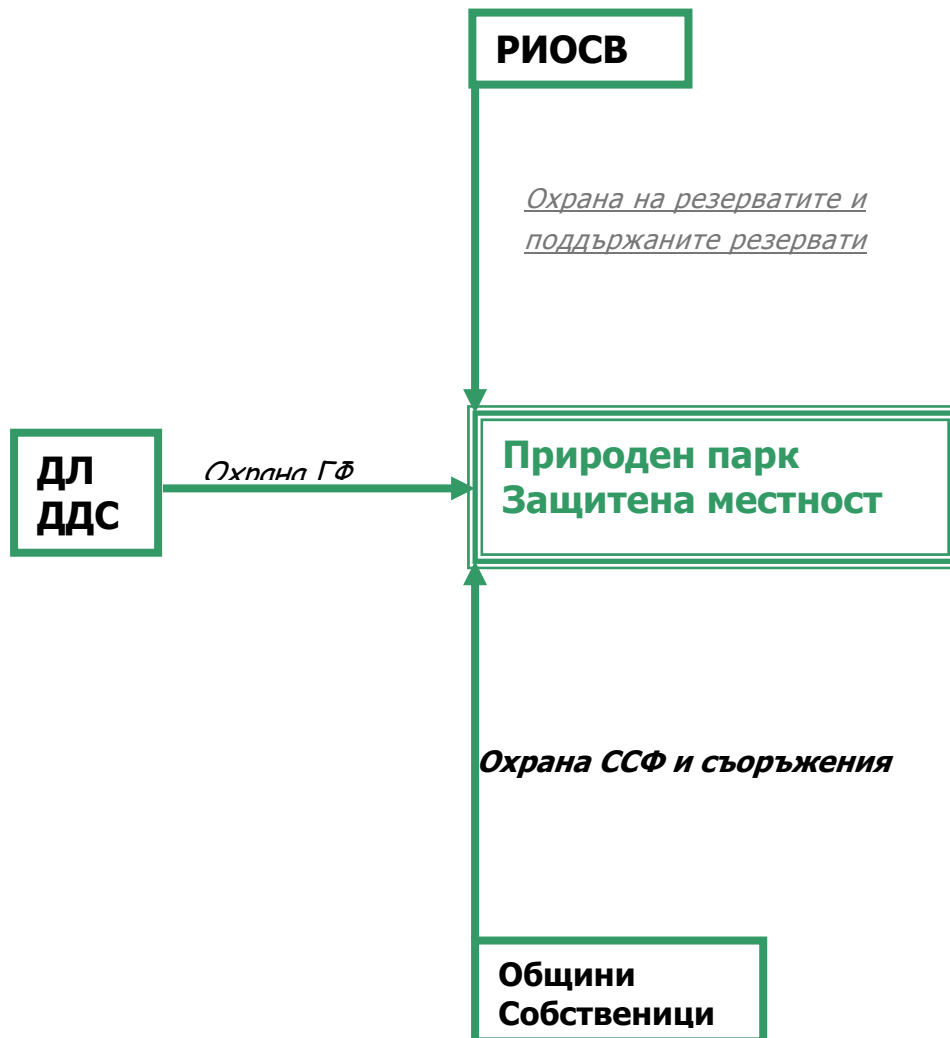 РИОСВ
Охрана на резерватите и
поддържаните резервати
Природен парк
Защитена местност
ДЛ
ДДС
Охрана ГФ
Охрана ССФ и съоръжения
Общини
Собственици